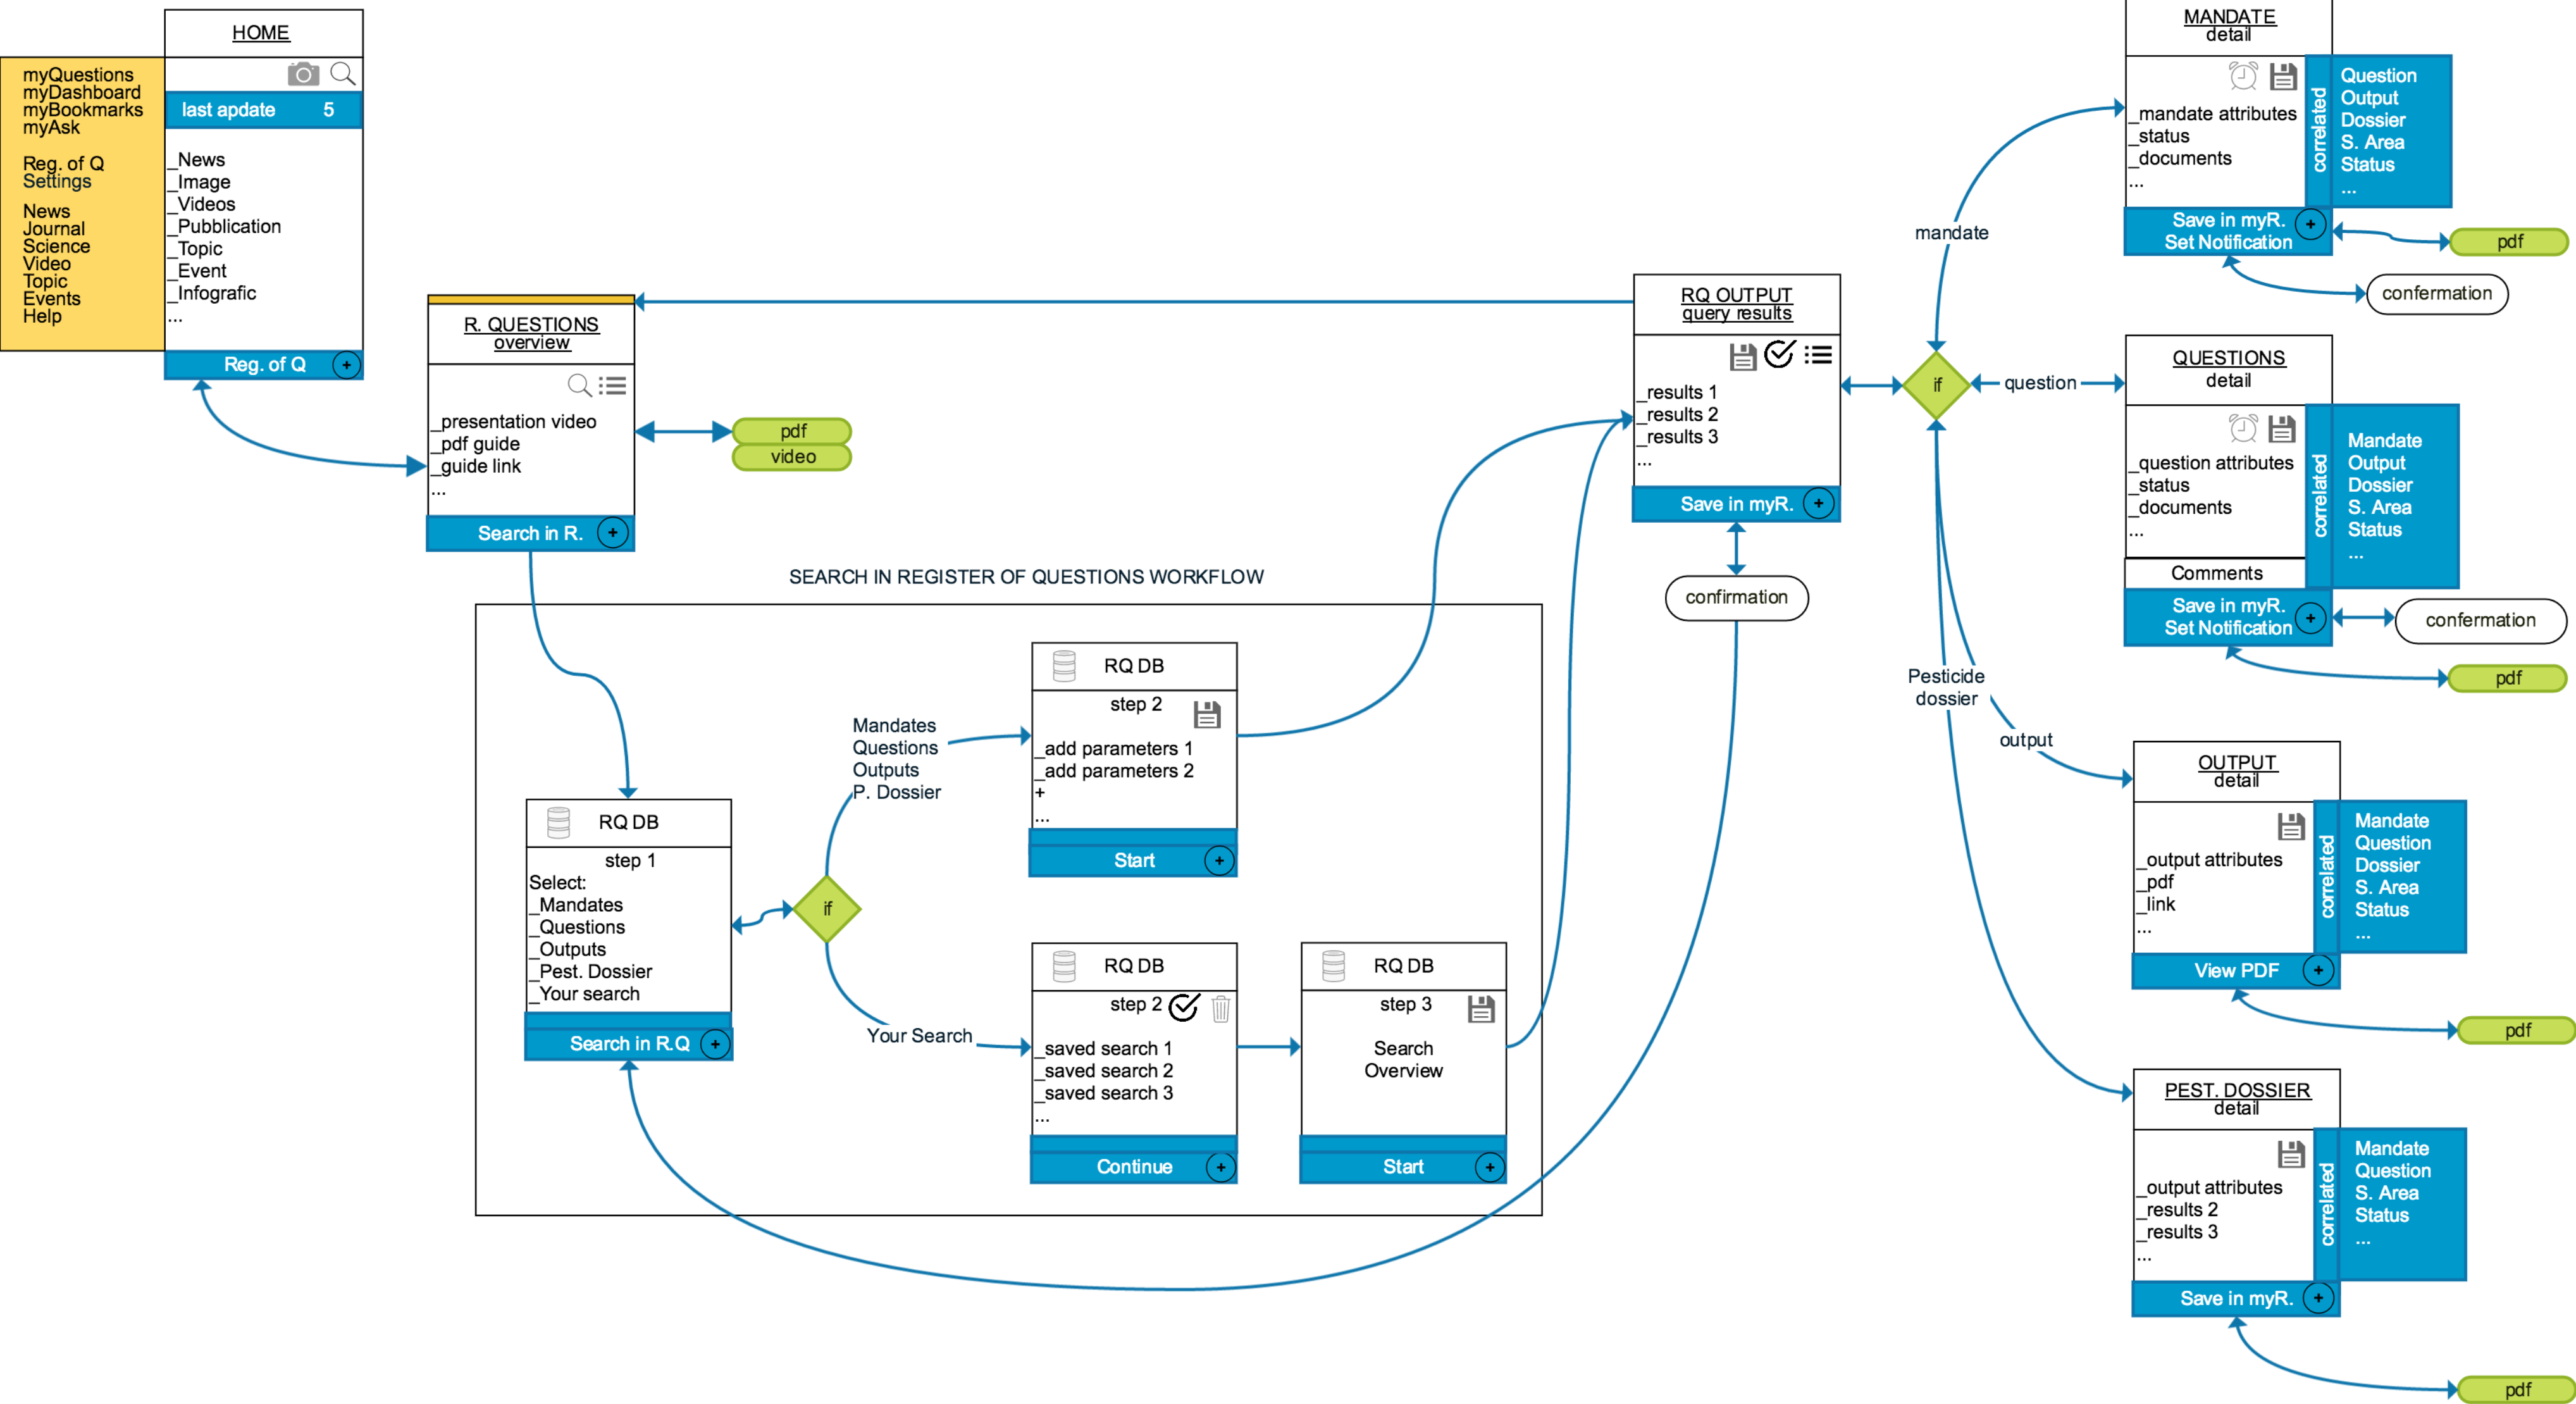 HOME
myQuestions
myDashboard
myBookmarks
myAsk
Reg. of Q
Settings
News
Journal
Science
Video
Topic
Events
Help
last apdate 5
_News
_Image
_Videos
_Pubblication
_Topic
_Event
_Infografic
...
Reg. of Q +
R. QUESTIONS
overview
_presentation video
_pdf guide
_guide link
...
Search in R. +
pdf
video
SEARCH IN REGISTER OF QUESTIONS WORKFLOW
RQ DB
step 1
Select:
_Mandates
_Questions
_Outputs
_Pest. Dossier
_Your search
Search in R.Q +
if
Mandates
Questions
Outputs
P. Dossier
Your Search
RQ DB
step 2
_add parameters 1
_add parameters 2
+
...
Start +
RQ DB
step 2
_saved search 1
_saved search 2
_saved search 3
...
Continue +
RQ DB
step 3
Search
Overview
Start +
RQ OUTPUT
query results
_results 1
_results 2
_results 3
...
Save in myR. +
confirmation
if
mandate
question
Pesticide
dossier
output
MANDATE
detail
_mandate attributes
_status
_documents
...
correlated
Question
Output
Dossier
S. Area
Status
...
Save in myR. +
Set Notification
pdf
confermation
QUESTIONS
detail
_question attributes
_status
_documents
...
correlated
Mandate
Output
Dossier
S. Area
Status
...
Comments
Save in myR. +
Set Notification
confermation
pdf
OUTPUT
detail
_output attributes
_pdf
_link
...
correlated
Mandate
Question
Dossier
S. Area
Status
...
View PDF +
pdf
PEST. DOSSIER
detail
_output attributes
_results 2
_results 3
...
correlated
Mandate
Question
S. Area
Status
...
Save in myR. +
pdf